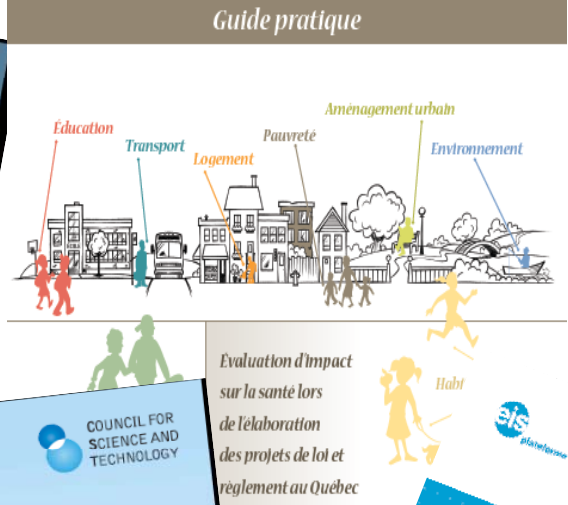 Guide pratique
Aménagement urbain
Éducation
Pauvreté
Transport
Environnement
Logement
Évaluation d'impact
sur la santé lors
de l'élaboration
des projets de loi et
règlement au Québec
Habi
COUNCIL FOR
SCIENCE AND
TECHNOLOGY
eis
plateforme